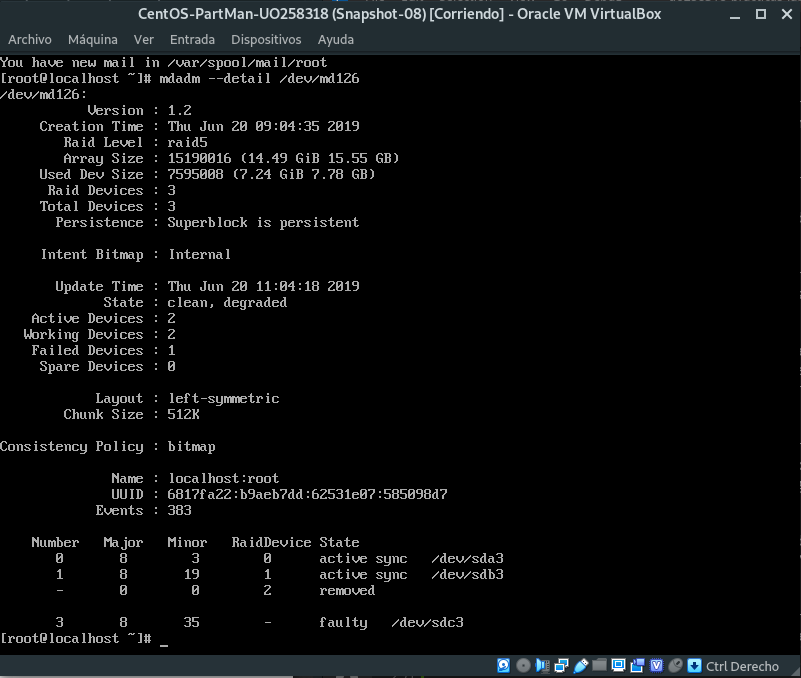 CentOS-PartMan-UO258318 (Snapshot-08) [Corriendo] - Oracle VM VirtualBox
Archivo Máquina Ver Entrada Dispositivos Ayuda
You have new mail in /var/spool/mail/root
[root@localhost ~]# mdadm --detail /dev/md126
/dev/md126:
Version : 1.2
Creation Time : Thu Jun 20 09:04:35 2019
Raid Level : raid5
Array Size : 15190016 (14.49 GiB 15.55 GB)
Used Dev Size : 7595008 (7.24 GiB 7.78 GB)
Raid Devices : 3
Total Devices : 3
Persistence : Superblock is persistent
Intent Bitmap : Internal
Update Time : Thu Jun 20 11:04:18 2019
State : clean, degraded
Active Devices : 2
Working Devices : 2
Failed Devices : 1
Spare Devices : 0
Layout : left-symmetric
Chunk Size : 512K
Consistency Policy : bitmap
Name : localhost:root
UUID : 6817fa22:b9aeb7dd:62531e07:585098d7
Events : 383
Number Major Minor RaidDevice State
0 8 3 0 active sync /dev/sda3
1 8 19 1 active sync /dev/sdb3
- 0 0 2 removed
3 8 35 - faulty /dev/sdc3
[root@localhost ~]# _
Ctrl Derecho